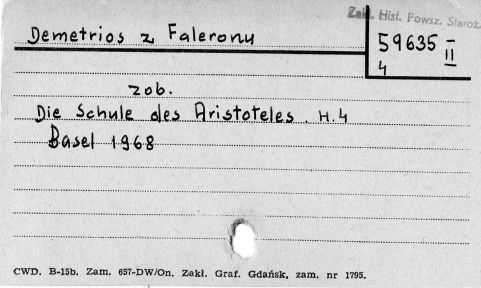 Zakł. Hist. Powsz. Staroż.
Demetrios z Faleronu
59635 II
4
zob.
Die Schule des Aristoteles. H.4
Basel 1968
CWD. B-15b. Zam. 657-DW/On. Zakł. Graf. Gdańsk, zam. nr 1795.